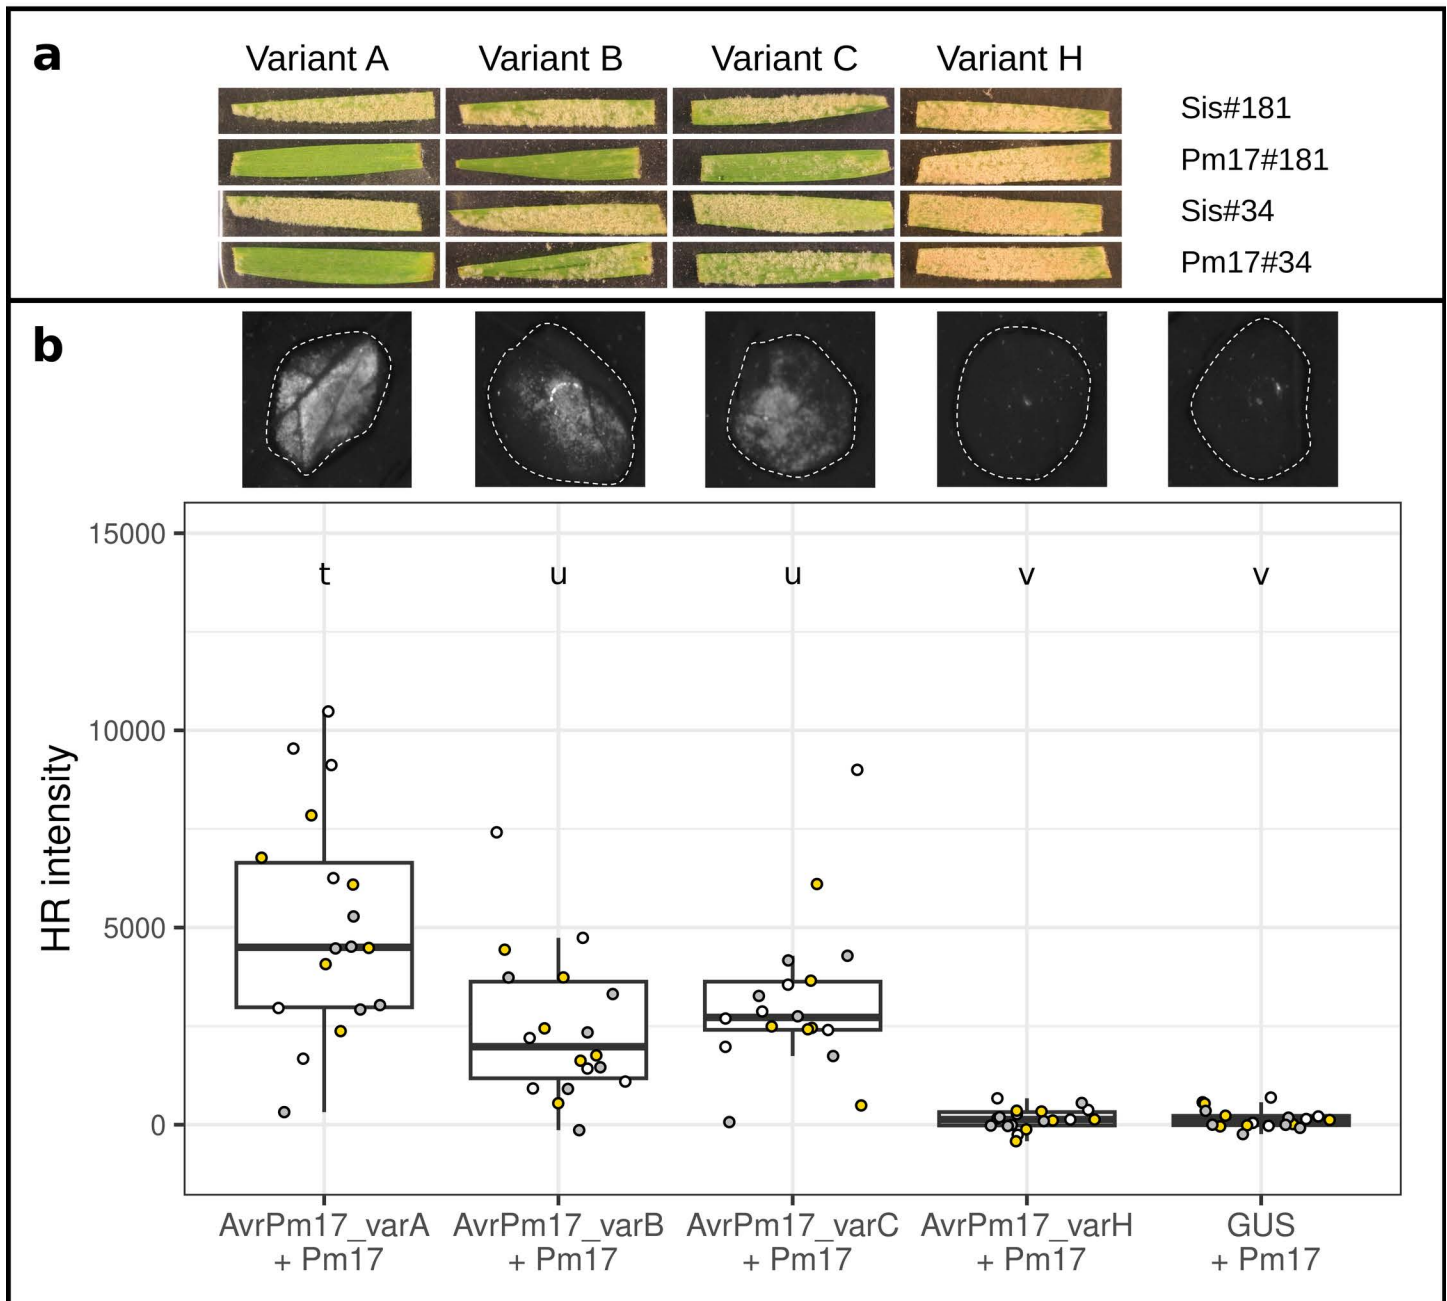 a
Variant A Variant B Variant C Variant H
Sis#181
Pm17#181
Sis#34
Pm17#34
b
15000
t u u v v
10000
HR intensity
5000
0
AvrPm17_varA AvrPm17_varB AvrPm17_varC AvrPm17_varH GUS
+ Pm17 + Pm17 + Pm17 + Pm17 + Pm17